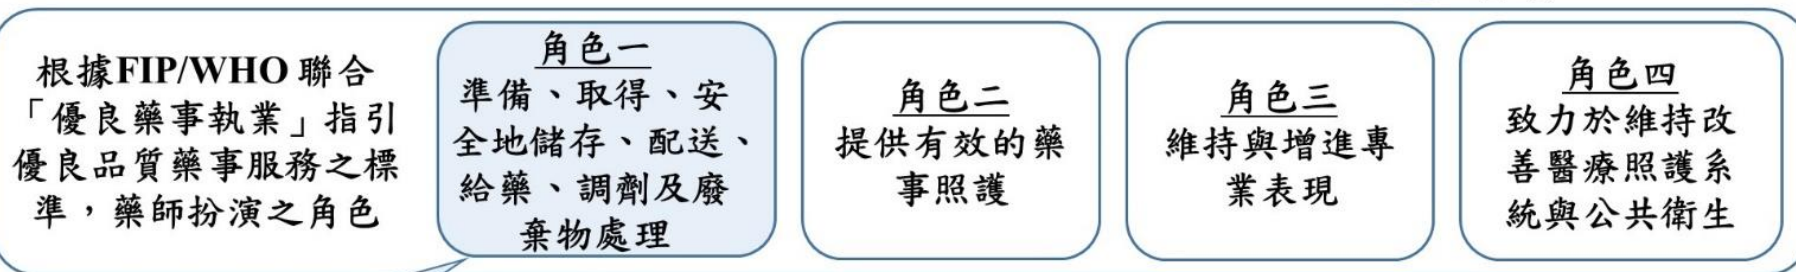 根據FIP/WHO 聯合
「優良藥事執業」指引
優良品質藥事服務之標
準，藥師扮演之角色
角色一
準備、取得、安
全地儲存、配送、
給藥、調劑及廢
棄物處理
角色二
提供有效的藥
事照護
角色三
維持與增進專
業表現
角色四
致力於維持改
善醫療照護系
統與公共衛生